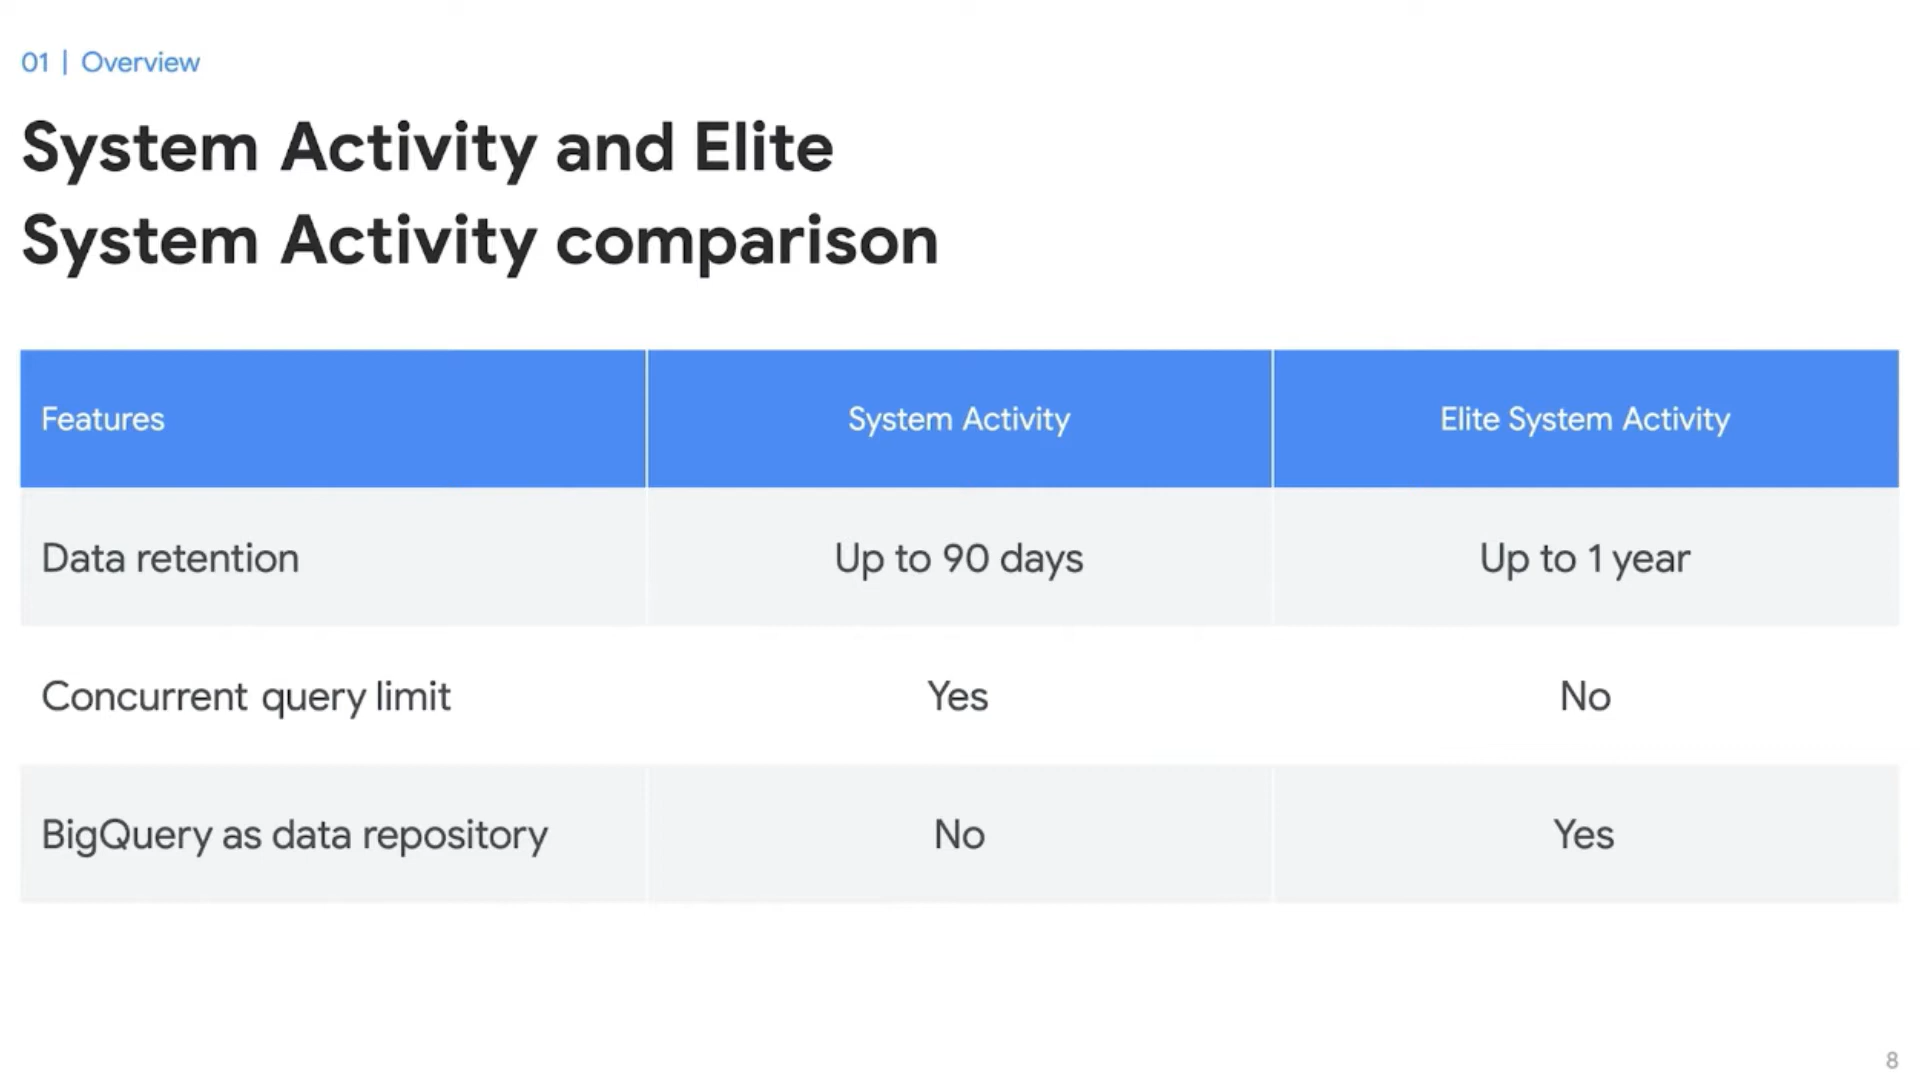 01 | Overview
System Activity and Elite
System Activity comparison
Features System Activity Elite System Activity
Data retention Up to 90 days Up to 1 year
Concurrent query limit Yes No
BigQuery as data repository No Yes
8